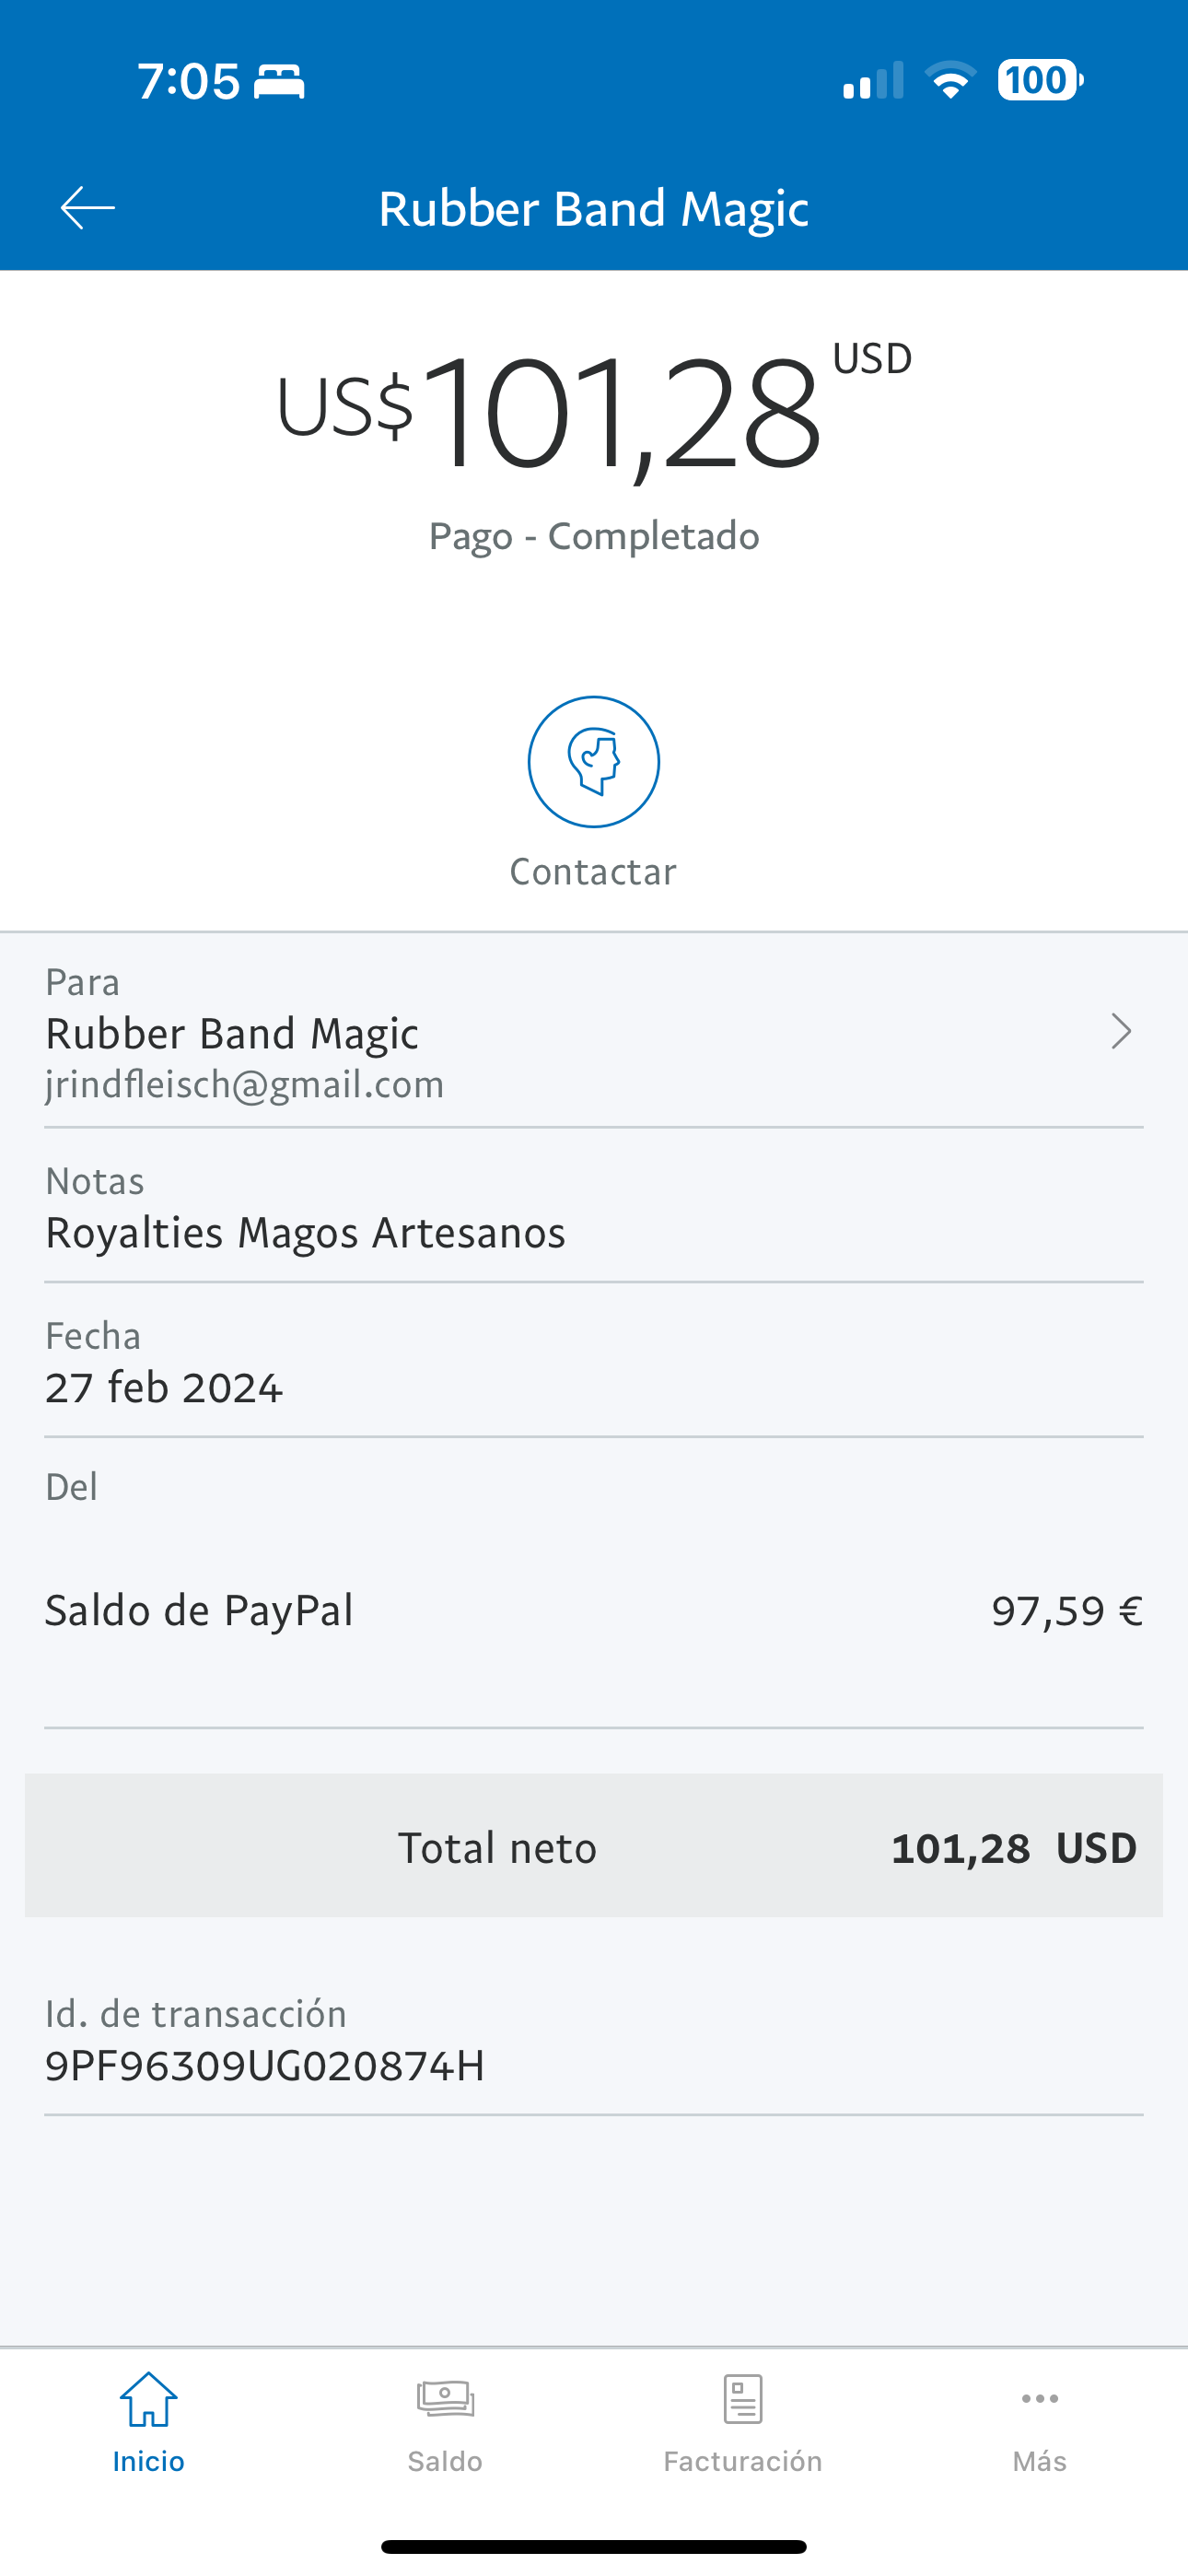 7:05
100
Rubber Band Magic
US$101,28 USD
Pago - Completado
Contactar
Para
Rubber Band Magic
jrindfleisch@gmail.com
Notas
Royalties Magos Artesanos
Fecha
27 feb 2024
Del
Saldo de PayPal 97,59 €
Total neto 101,28 USD
Id. de transacción
9PF96309UG020874H
Inicio Saldo Facturación Más